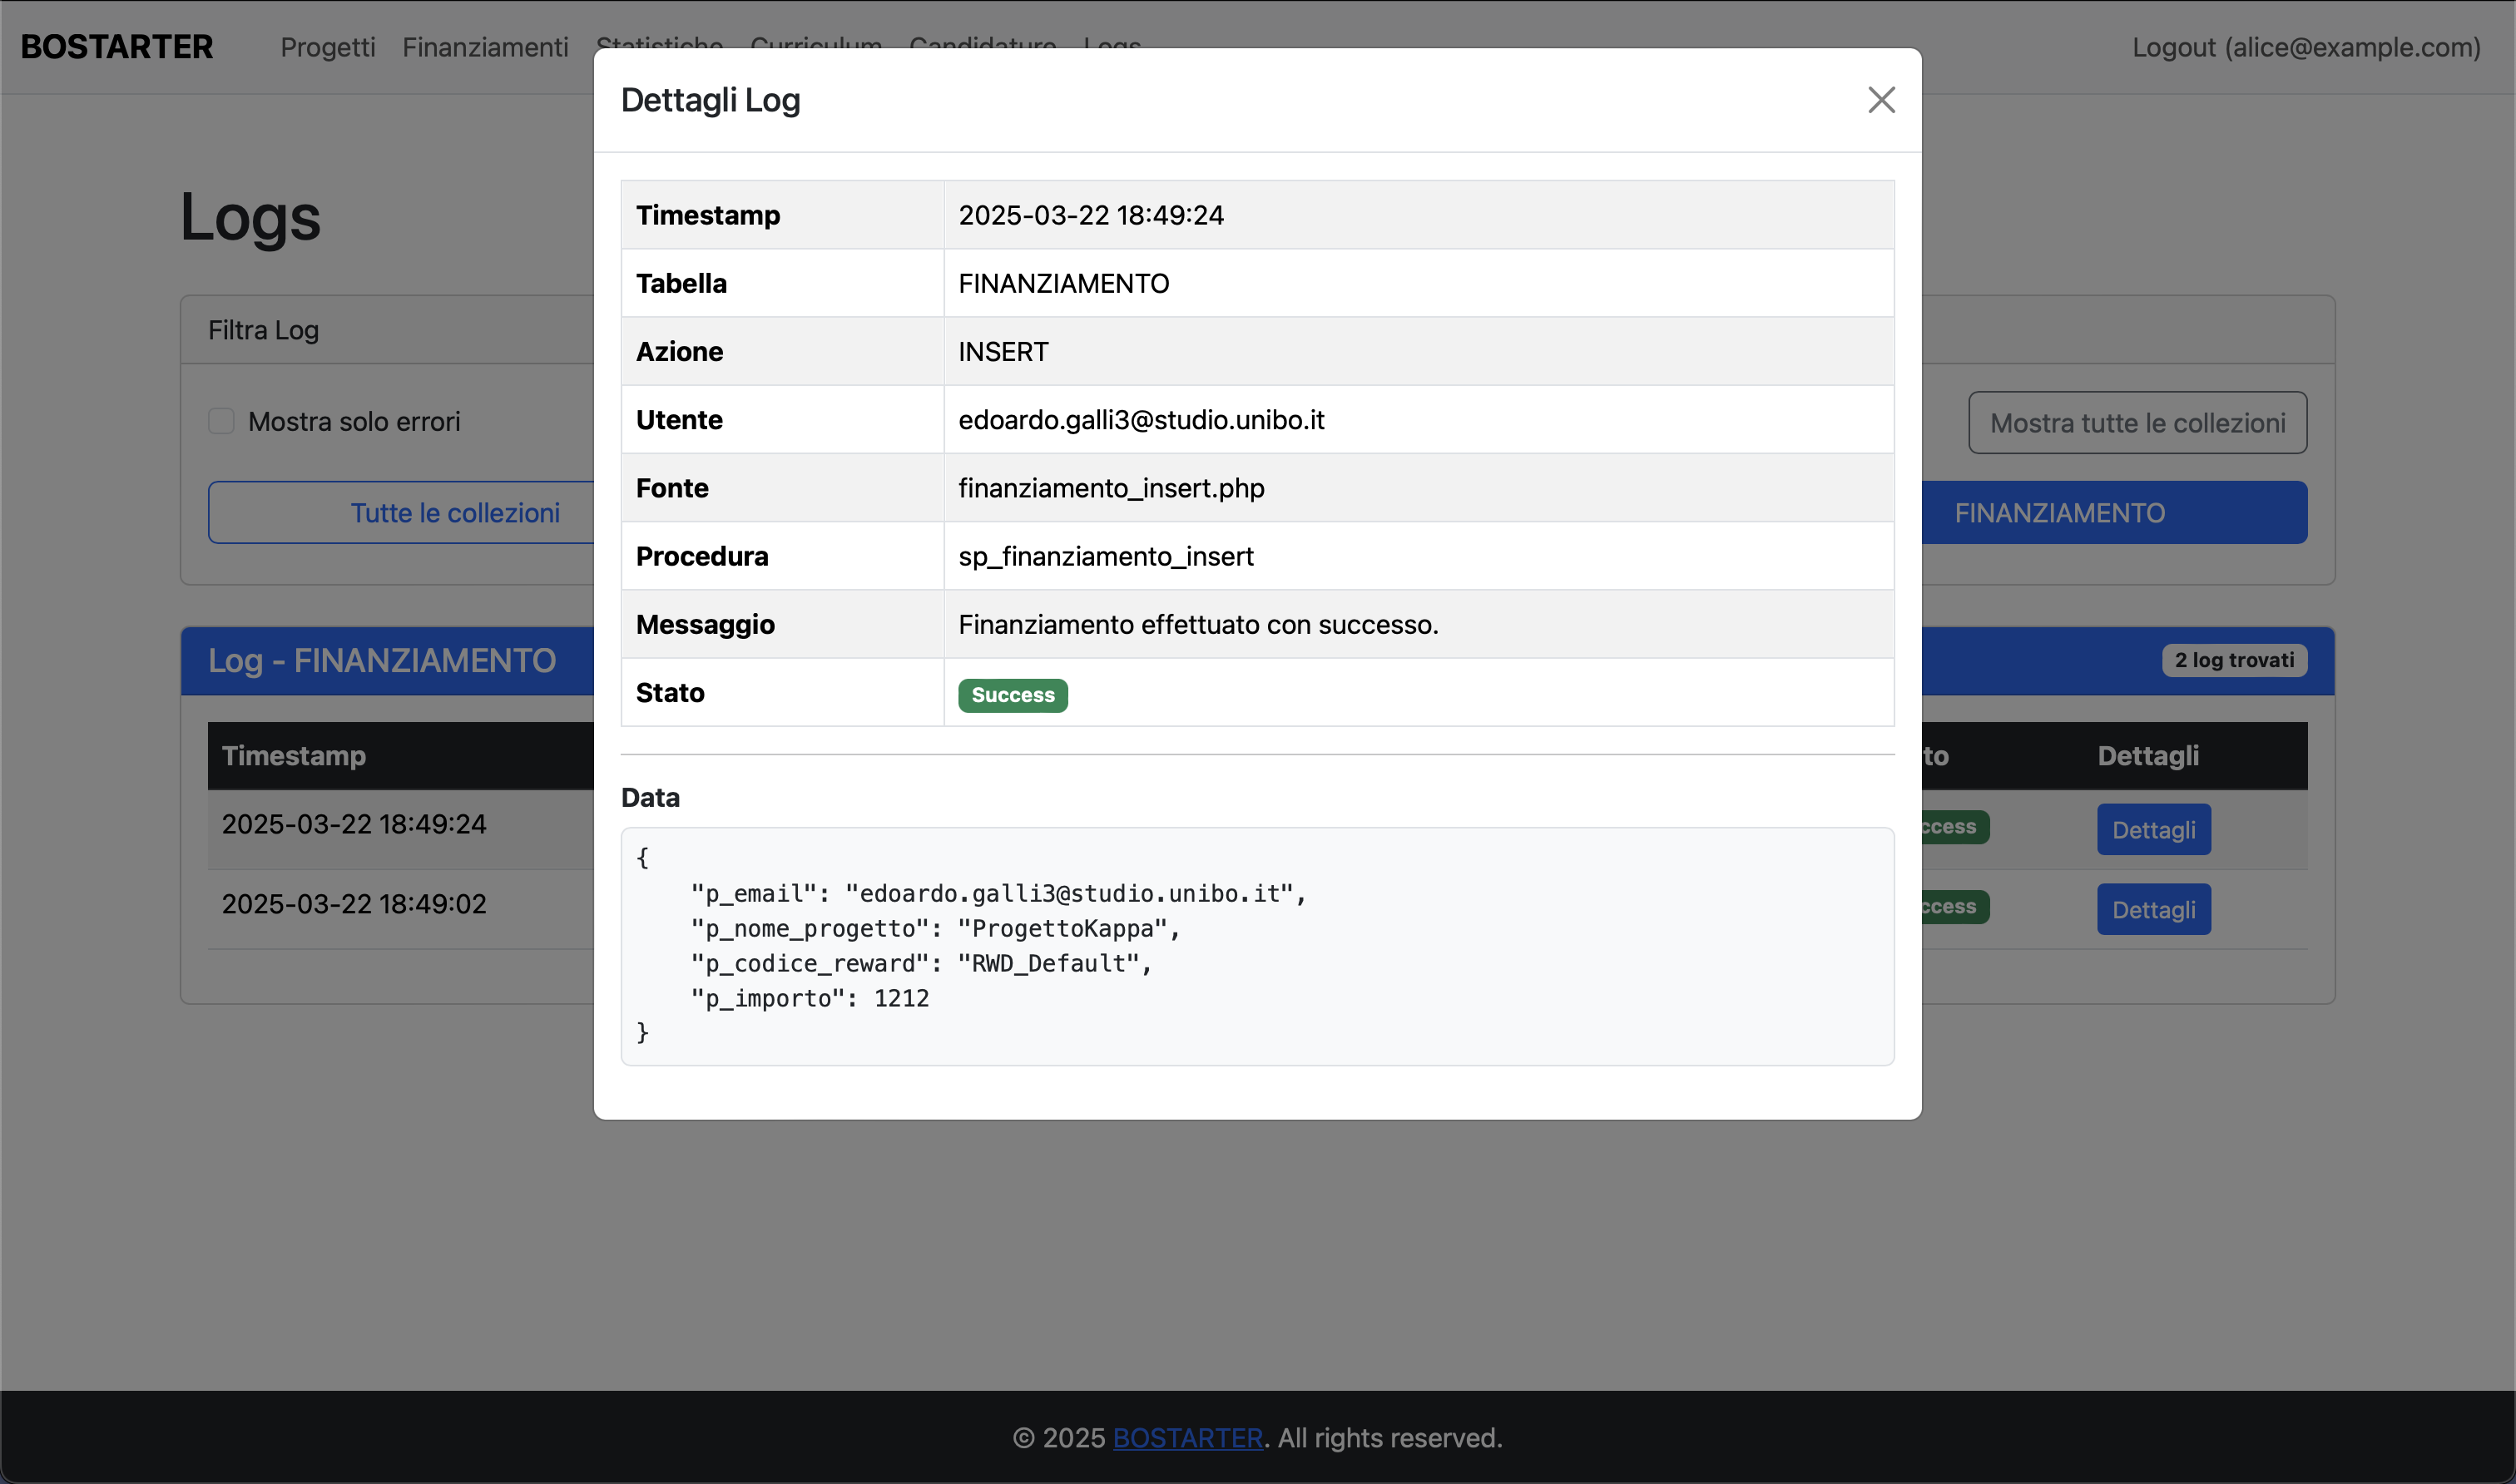 BOSTARTER Progetti Finanziamenti Statistiche Curriculum Candidature Logs Logout (alice@example.com)
Dettagli Log
Timestamp 2025-03-22 18:49:24
Tabella FINANZIAMENTO
Azione INSERT
Utente edoardo.galli3@studio.unibo.it
Fonte finanziamento_insert.php
Procedura sp_finanziamento_insert
Messaggio Finanziamento effettuato con successo.
Stato Success
Data
{
"p_email": "edoardo.galli3@studio.unibo.it",
"p_nome_progetto": "ProgettoKappa",
"p_codice_reward": "RWD_Default",
"p_importo": 1212
}
Logs
Filtra Log
Mostra solo errori Mostra tutte le collezioni
Tutte le collezioni FINANZIAMENTO
Log - FINANZIAMENTO 2 log trovati
Timestamp to Dettagli
2025-03-22 18:49:24 ccess Dettagli
2025-03-22 18:49:02 ccess Dettagli
© 2025 BOSTARTER. All rights reserved.